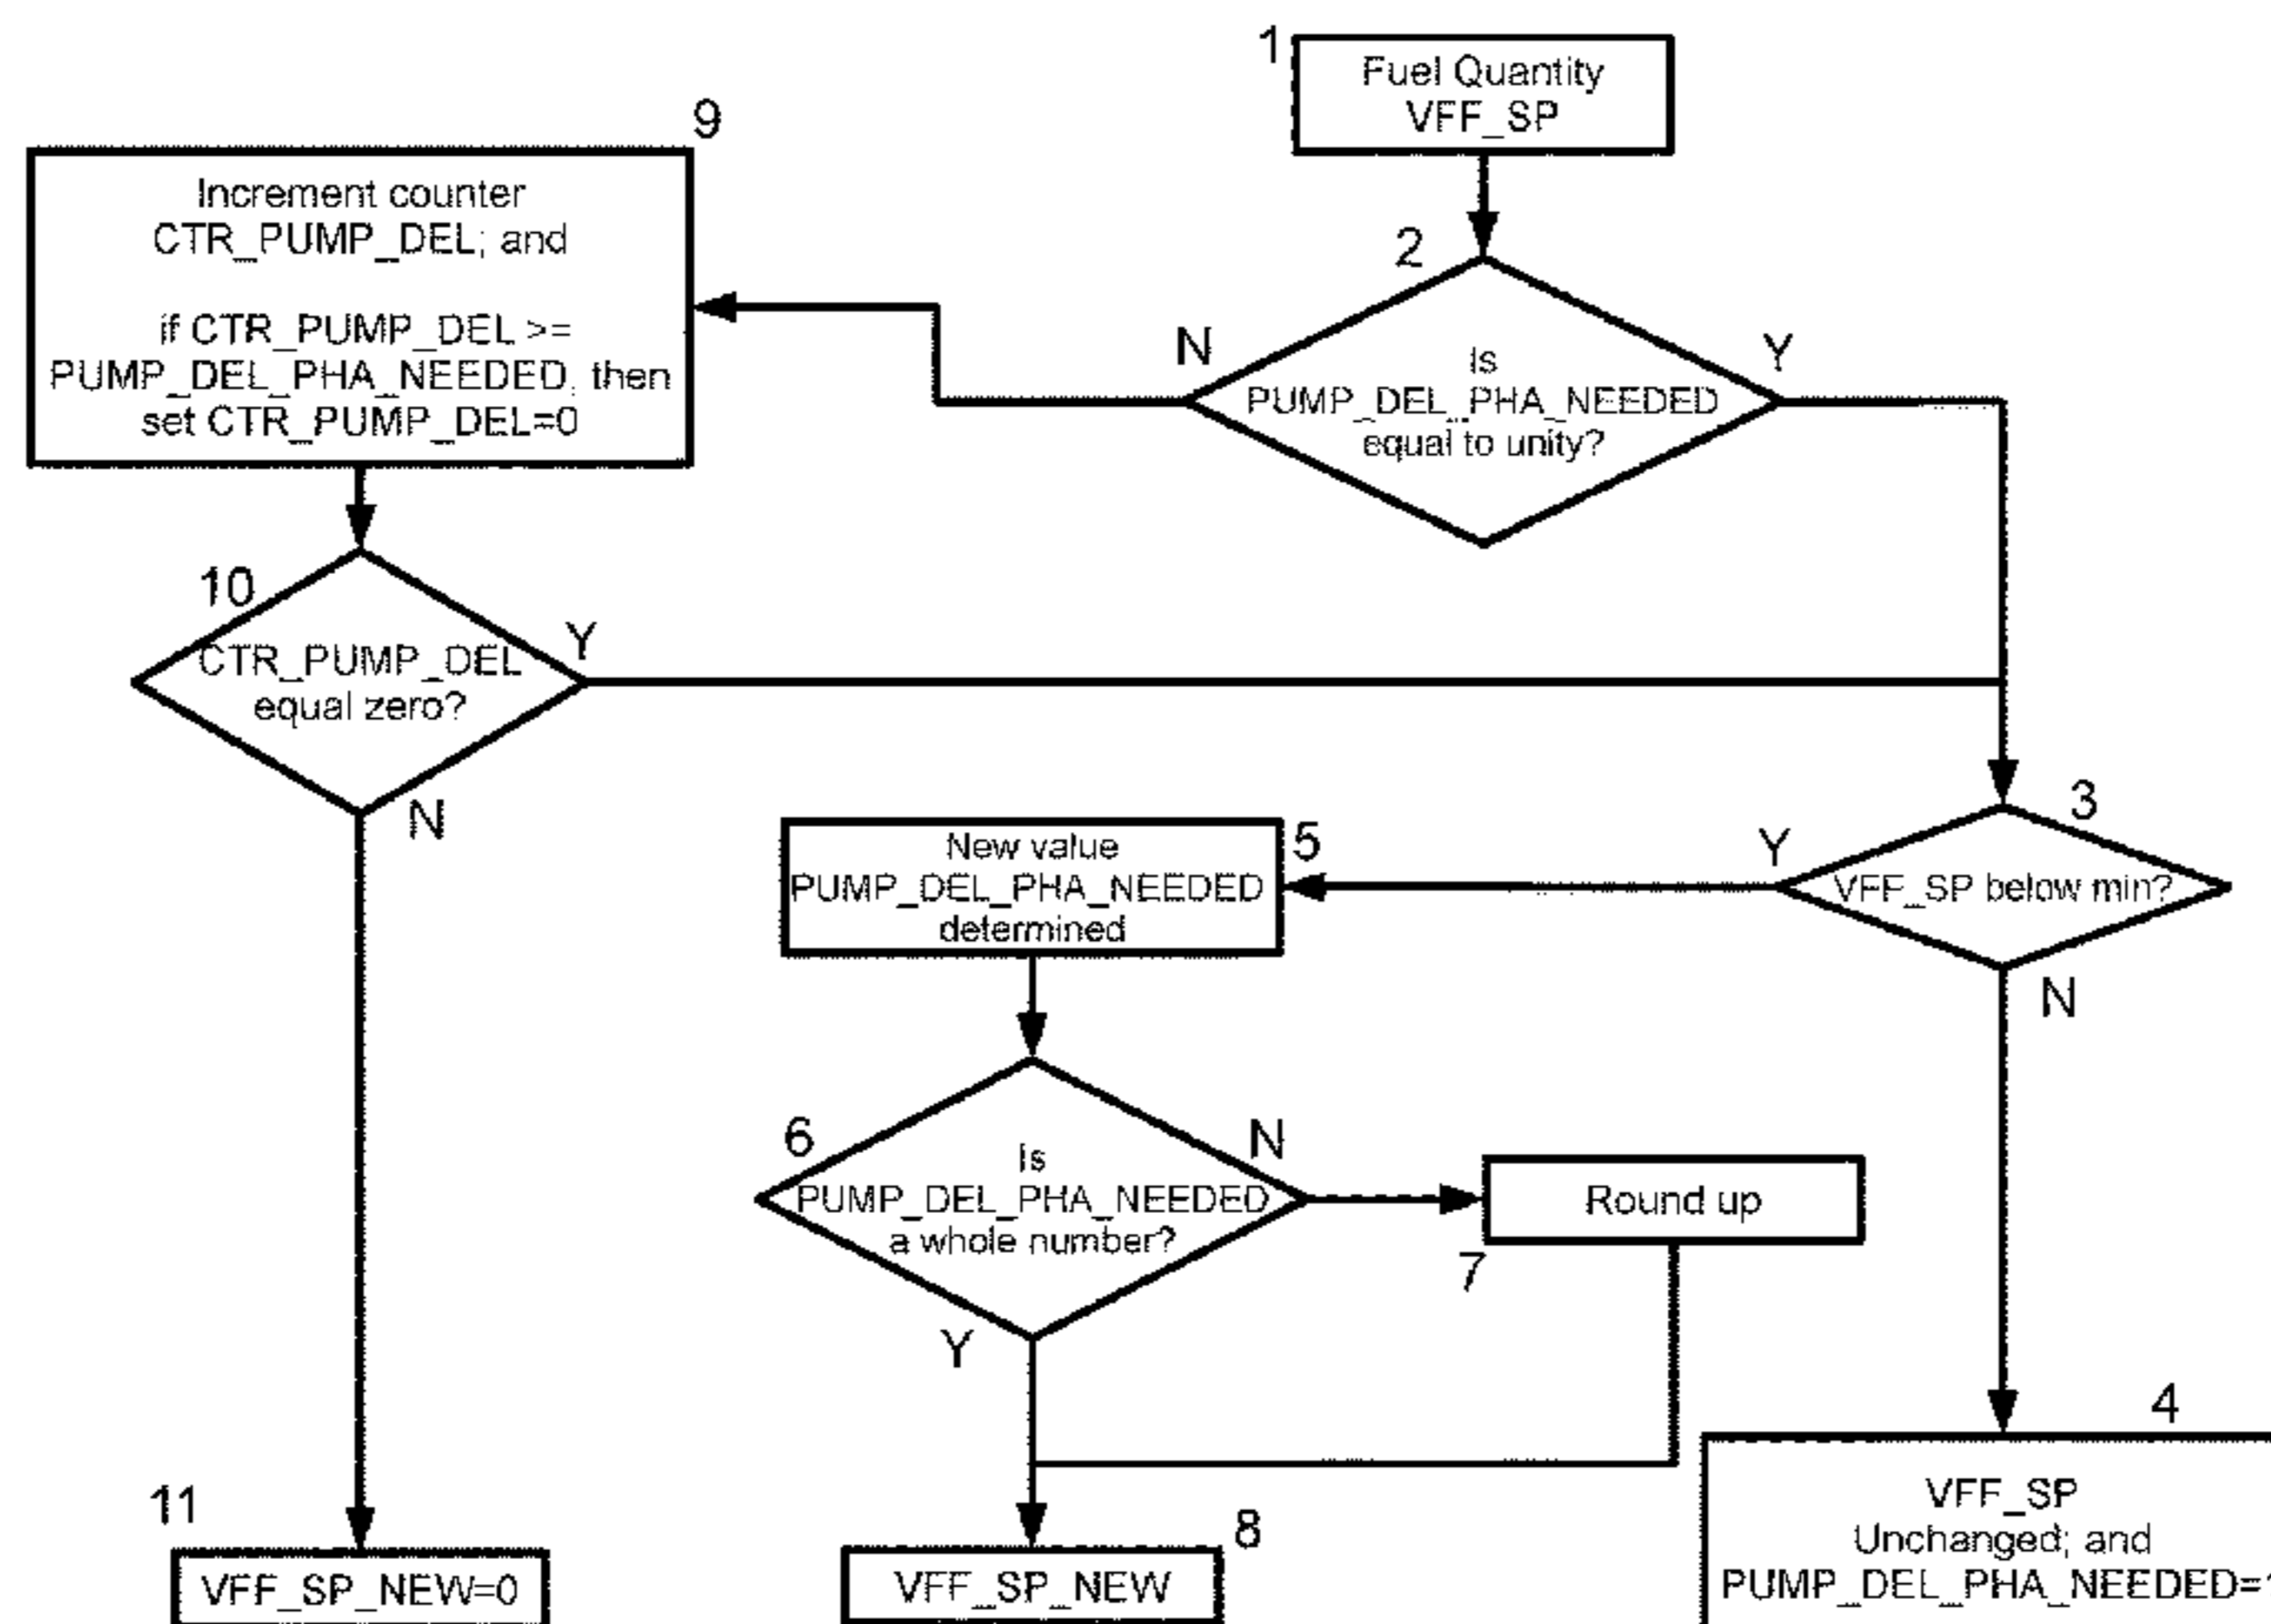 1
Fuel Quantity
VFF_SP
9
Increment counter
CTR_PUMP_DEL; and
if CTR_PUMP_DEL >=
PUMP_DEL_PHA_NEEDED, then
set CTR_PUMP_DEL=0
2
N
Is
PUMP_DEL_PHA_NEEDED
equal to unity?
Y
10
CTR_PUMP_DEL
equal zero?
Y
N
3
Y
VFF_SP below min?
N
5
New value
PUMP_DEL_PHA_NEEDED
determined
6
N
Is
PUMP_DEL_PHA_NEEDED
a whole number?
Y
Round up
7
4
VFF_SP
Unchanged; and
PUMP_DEL_PHA_NEEDED=1
11
VFF_SP_NEW=0
8
VFF_SP_NEW